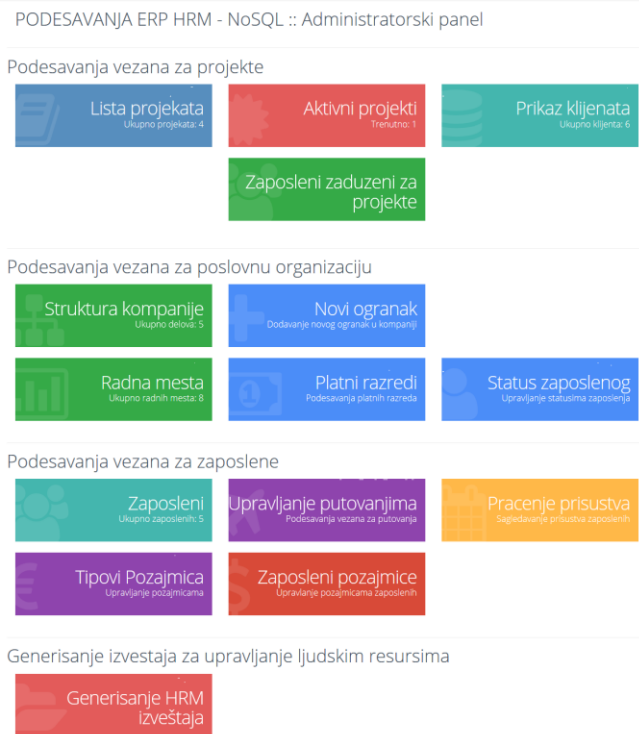 PODESAVANJA ERP HRM - NoSQL :: Administratorski panel
Podesavanja vezana za projekte
Lista projekata
Ukupno projekata: 4
Aktivni projekti
Trenutno: 1
Prikaz klijenata
Ukupno klijenta: 6
Zaposleni zaduzeni za
projekte
Podesavanja vezana za poslovnu organizaciju
Struktura kompanije
Ukupno delova: 5
Novi ogranak
Dodavanje novog ogranak u kompaniji
Radna mesta
Ukupno radnih mesta: 8
Platni razredi
Podesavanja platnih razreda
Status zaposlenog
Upravljanje statusima zaposlenja
Podesavanja vezana za zaposlene
Zaposleni
Ukupno zaposlenih: 5
Upravljanje putovanjima
Podesavanja vezana za putovanja
Pracenje prisustva
Sagledavanje prisustva zaposlenih
Tipovi Pozajmica
Upravljanje pozajmicama
Zaposleni pozajmice
Upravlanje pozajmicama zaposlenih
Generisanje izvestaja za upravljanje ljudskim resursima
Generisanje HRM
izveštaja